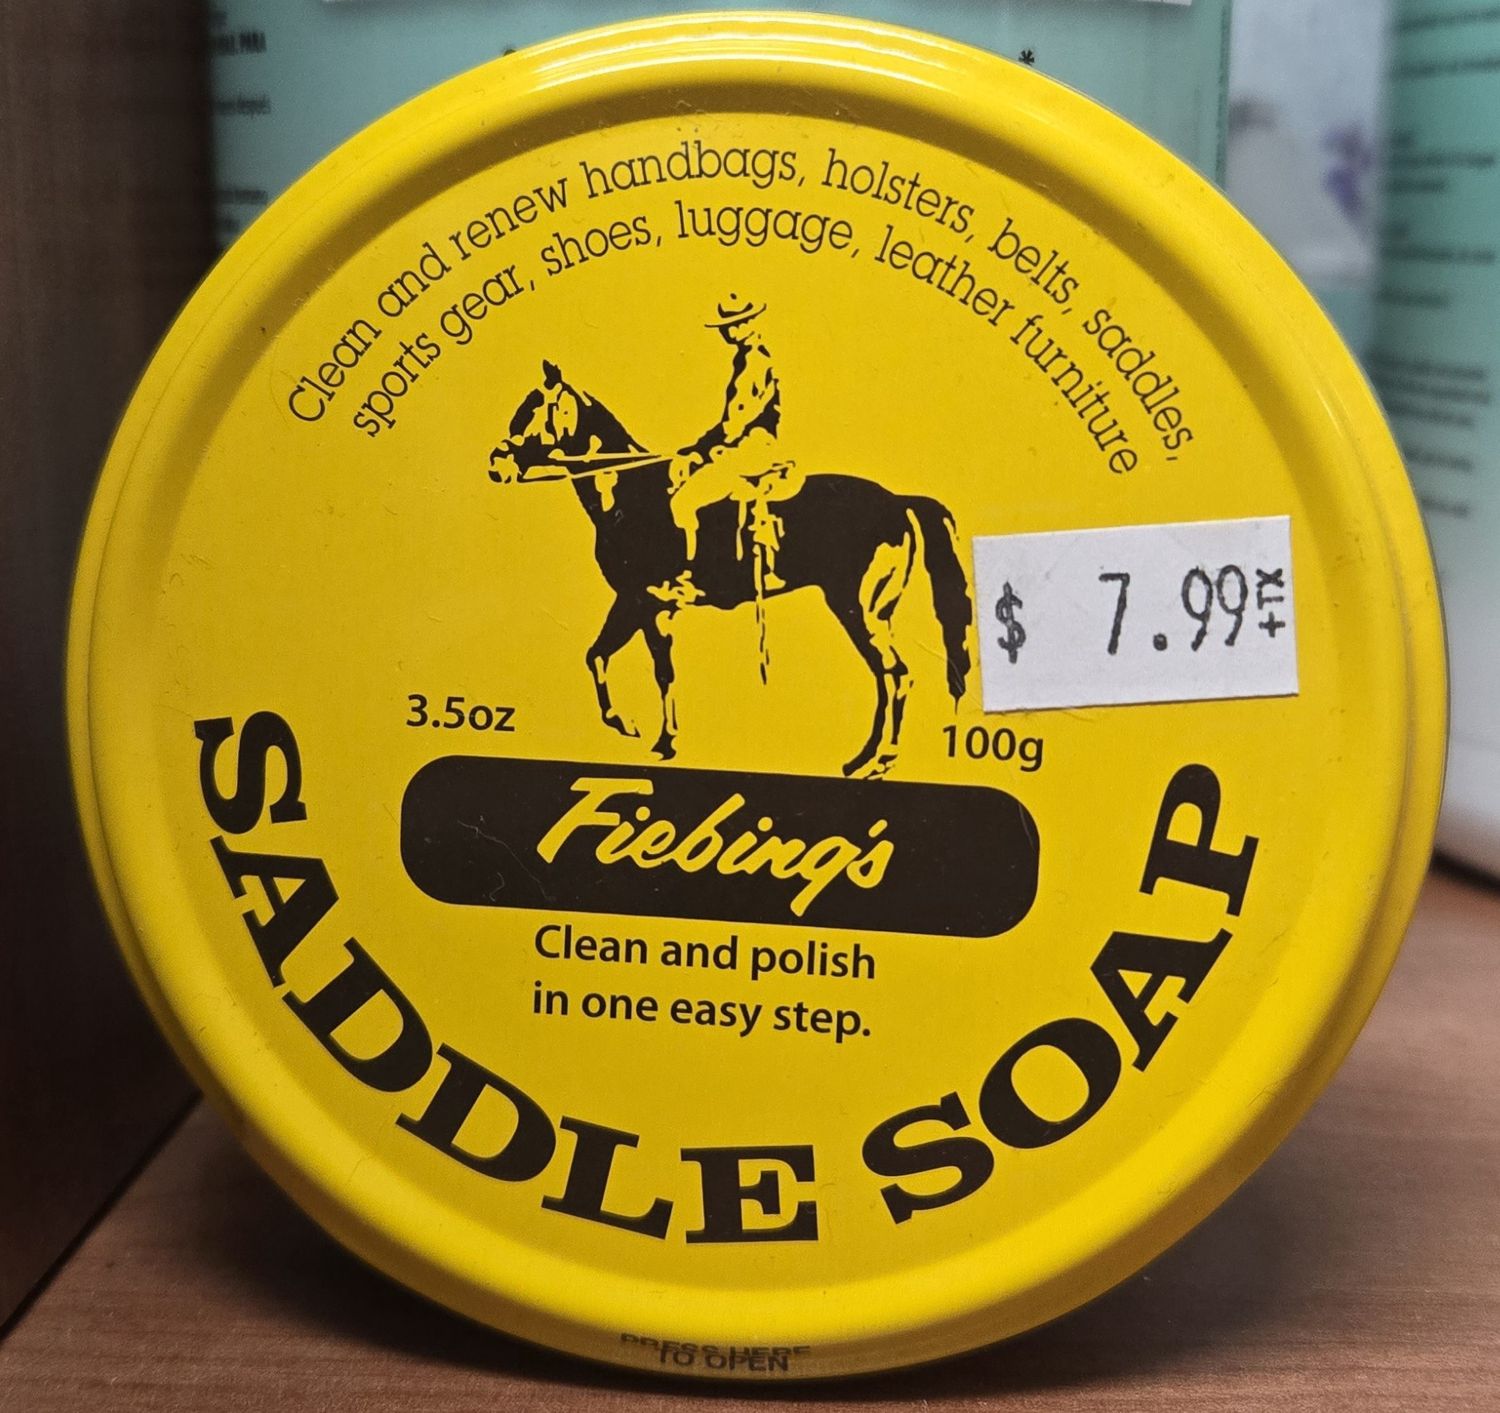 Clean and renew handbags, holsters, belts, saddles,
sports gear, shoes, luggage, leather furniture
$ 7.99+TX
3.5oz
100g
Fiebing's
Clean and polish
in one easy step.
SADDLE SOAP
PRESS HERE
TO OPEN